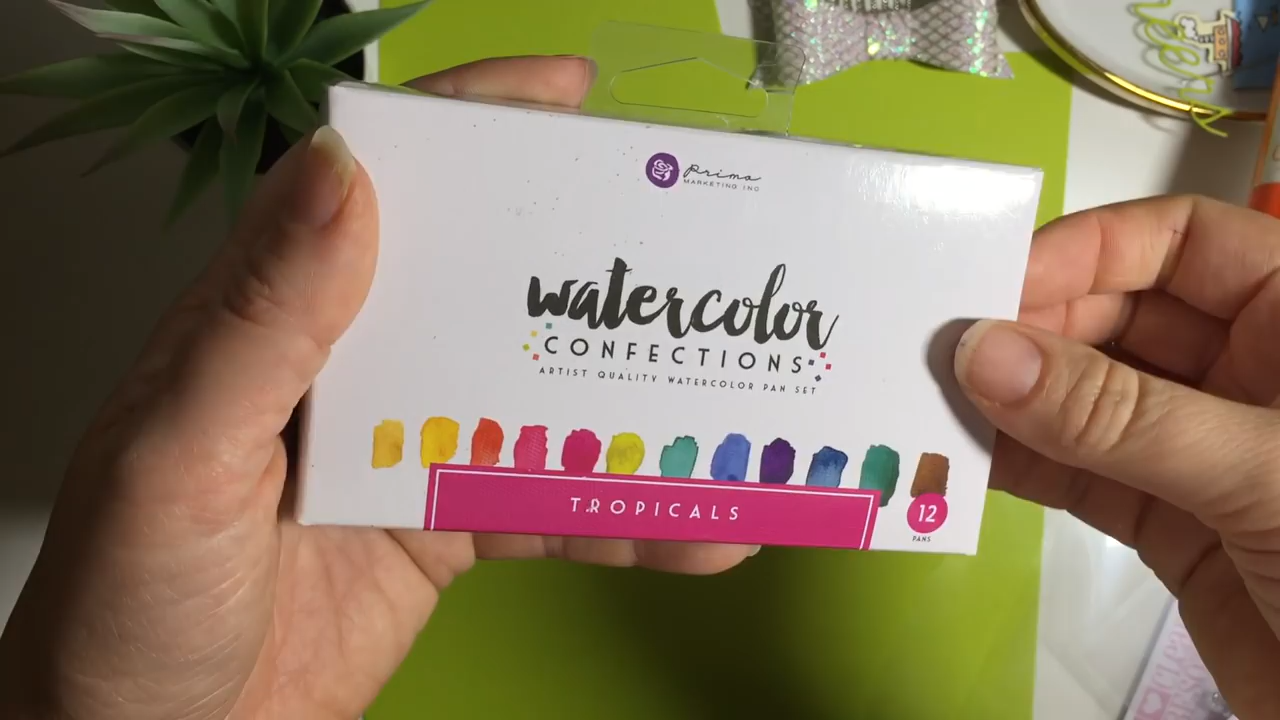 Prima
MARKETING INC
watercolor
CONFECTIONS
ARTIST QUALITY WATERCOLOR PAN SET
TROPICALS
12
PANS